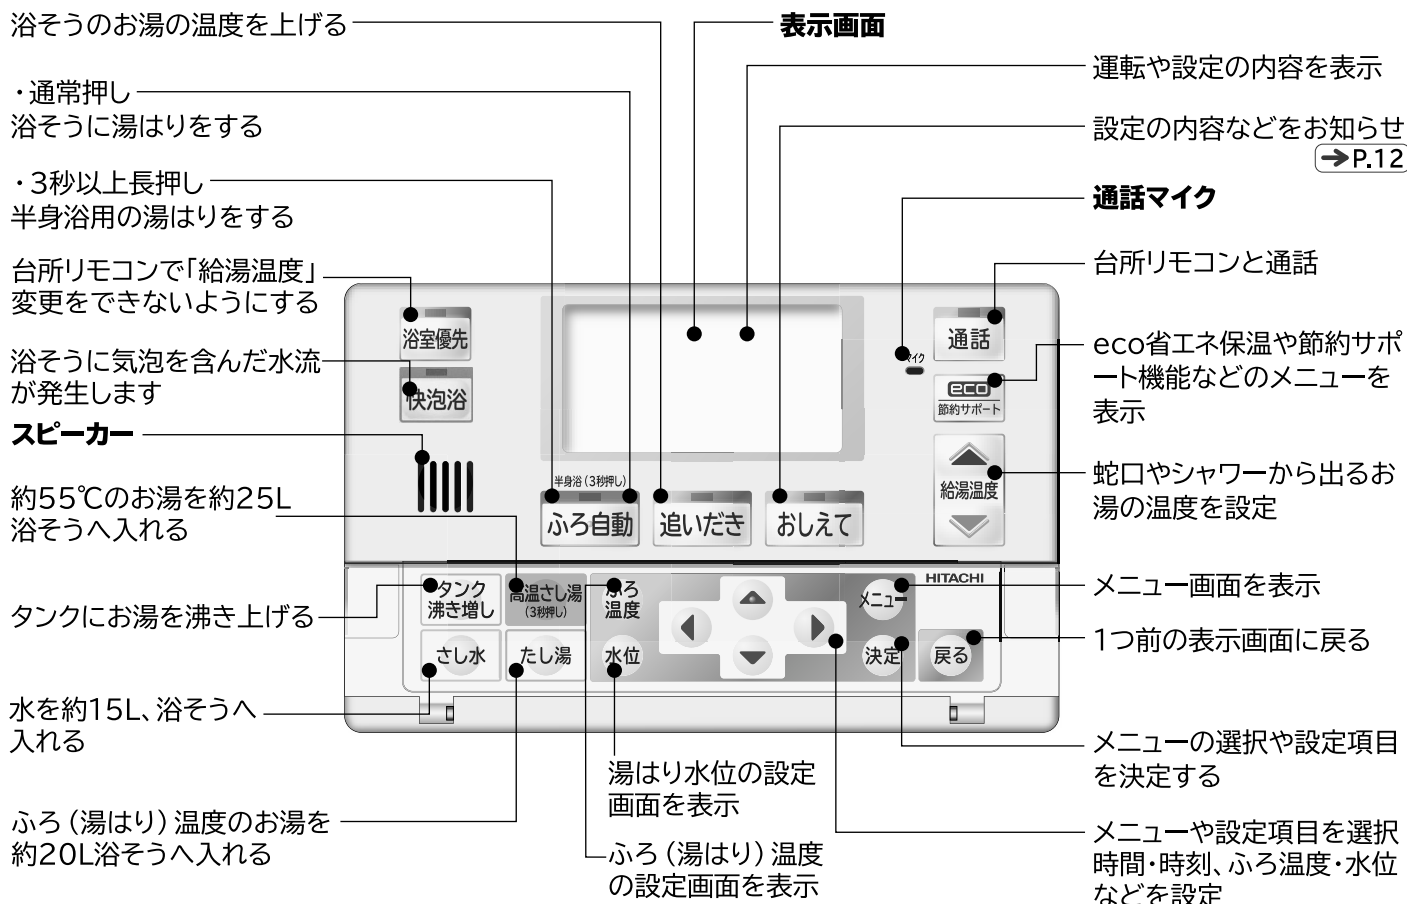 浴そうのお湯の温度を上げる
表示画面
運転や設定の内容を表示
・通常押し
浴そうに湯はりをする
設定の内容などをお知らせ
➔P.12
・3秒以上長押し
半身浴用の湯はりをする
通話マイク
台所リモコンで「給湯温度」
変更をできないようにする
台所リモコンと通話
浴室優先
通話
マイク
浴そうに気泡を含んだ水流
が発生します
快泡浴
eco
節約サポート
eco省エネ保温や節約サポ
ート機能などのメニューを
表示
スピーカー
半身浴(3秒押し)
給湯温度
蛇口やシャワーから出るお
湯の温度を設定
約55℃のお湯を約25L
浴そうへ入れる
ふろ自動
追いだき
おしえて
タンクにお湯を沸き上げる
タンク
沸き増し
高温さし湯
(3秒押し)
ふろ
温度
メニュー
HITACHI
メニュー画面を表示
さし水
たし湯
水位
決定
戻る
1つ前の表示画面に戻る
水を約15L、浴そうへ
入れる
湯はり水位の設定
画面を表示
メニューの選択や設定項目
を決定する
ふろ(湯はり)温度のお湯を
約20L浴そうへ入れる
ふろ(湯はり)温度
の設定画面を表示
メニューや設定項目を選択
時間・時刻、ふろ温度・水位
などを設定